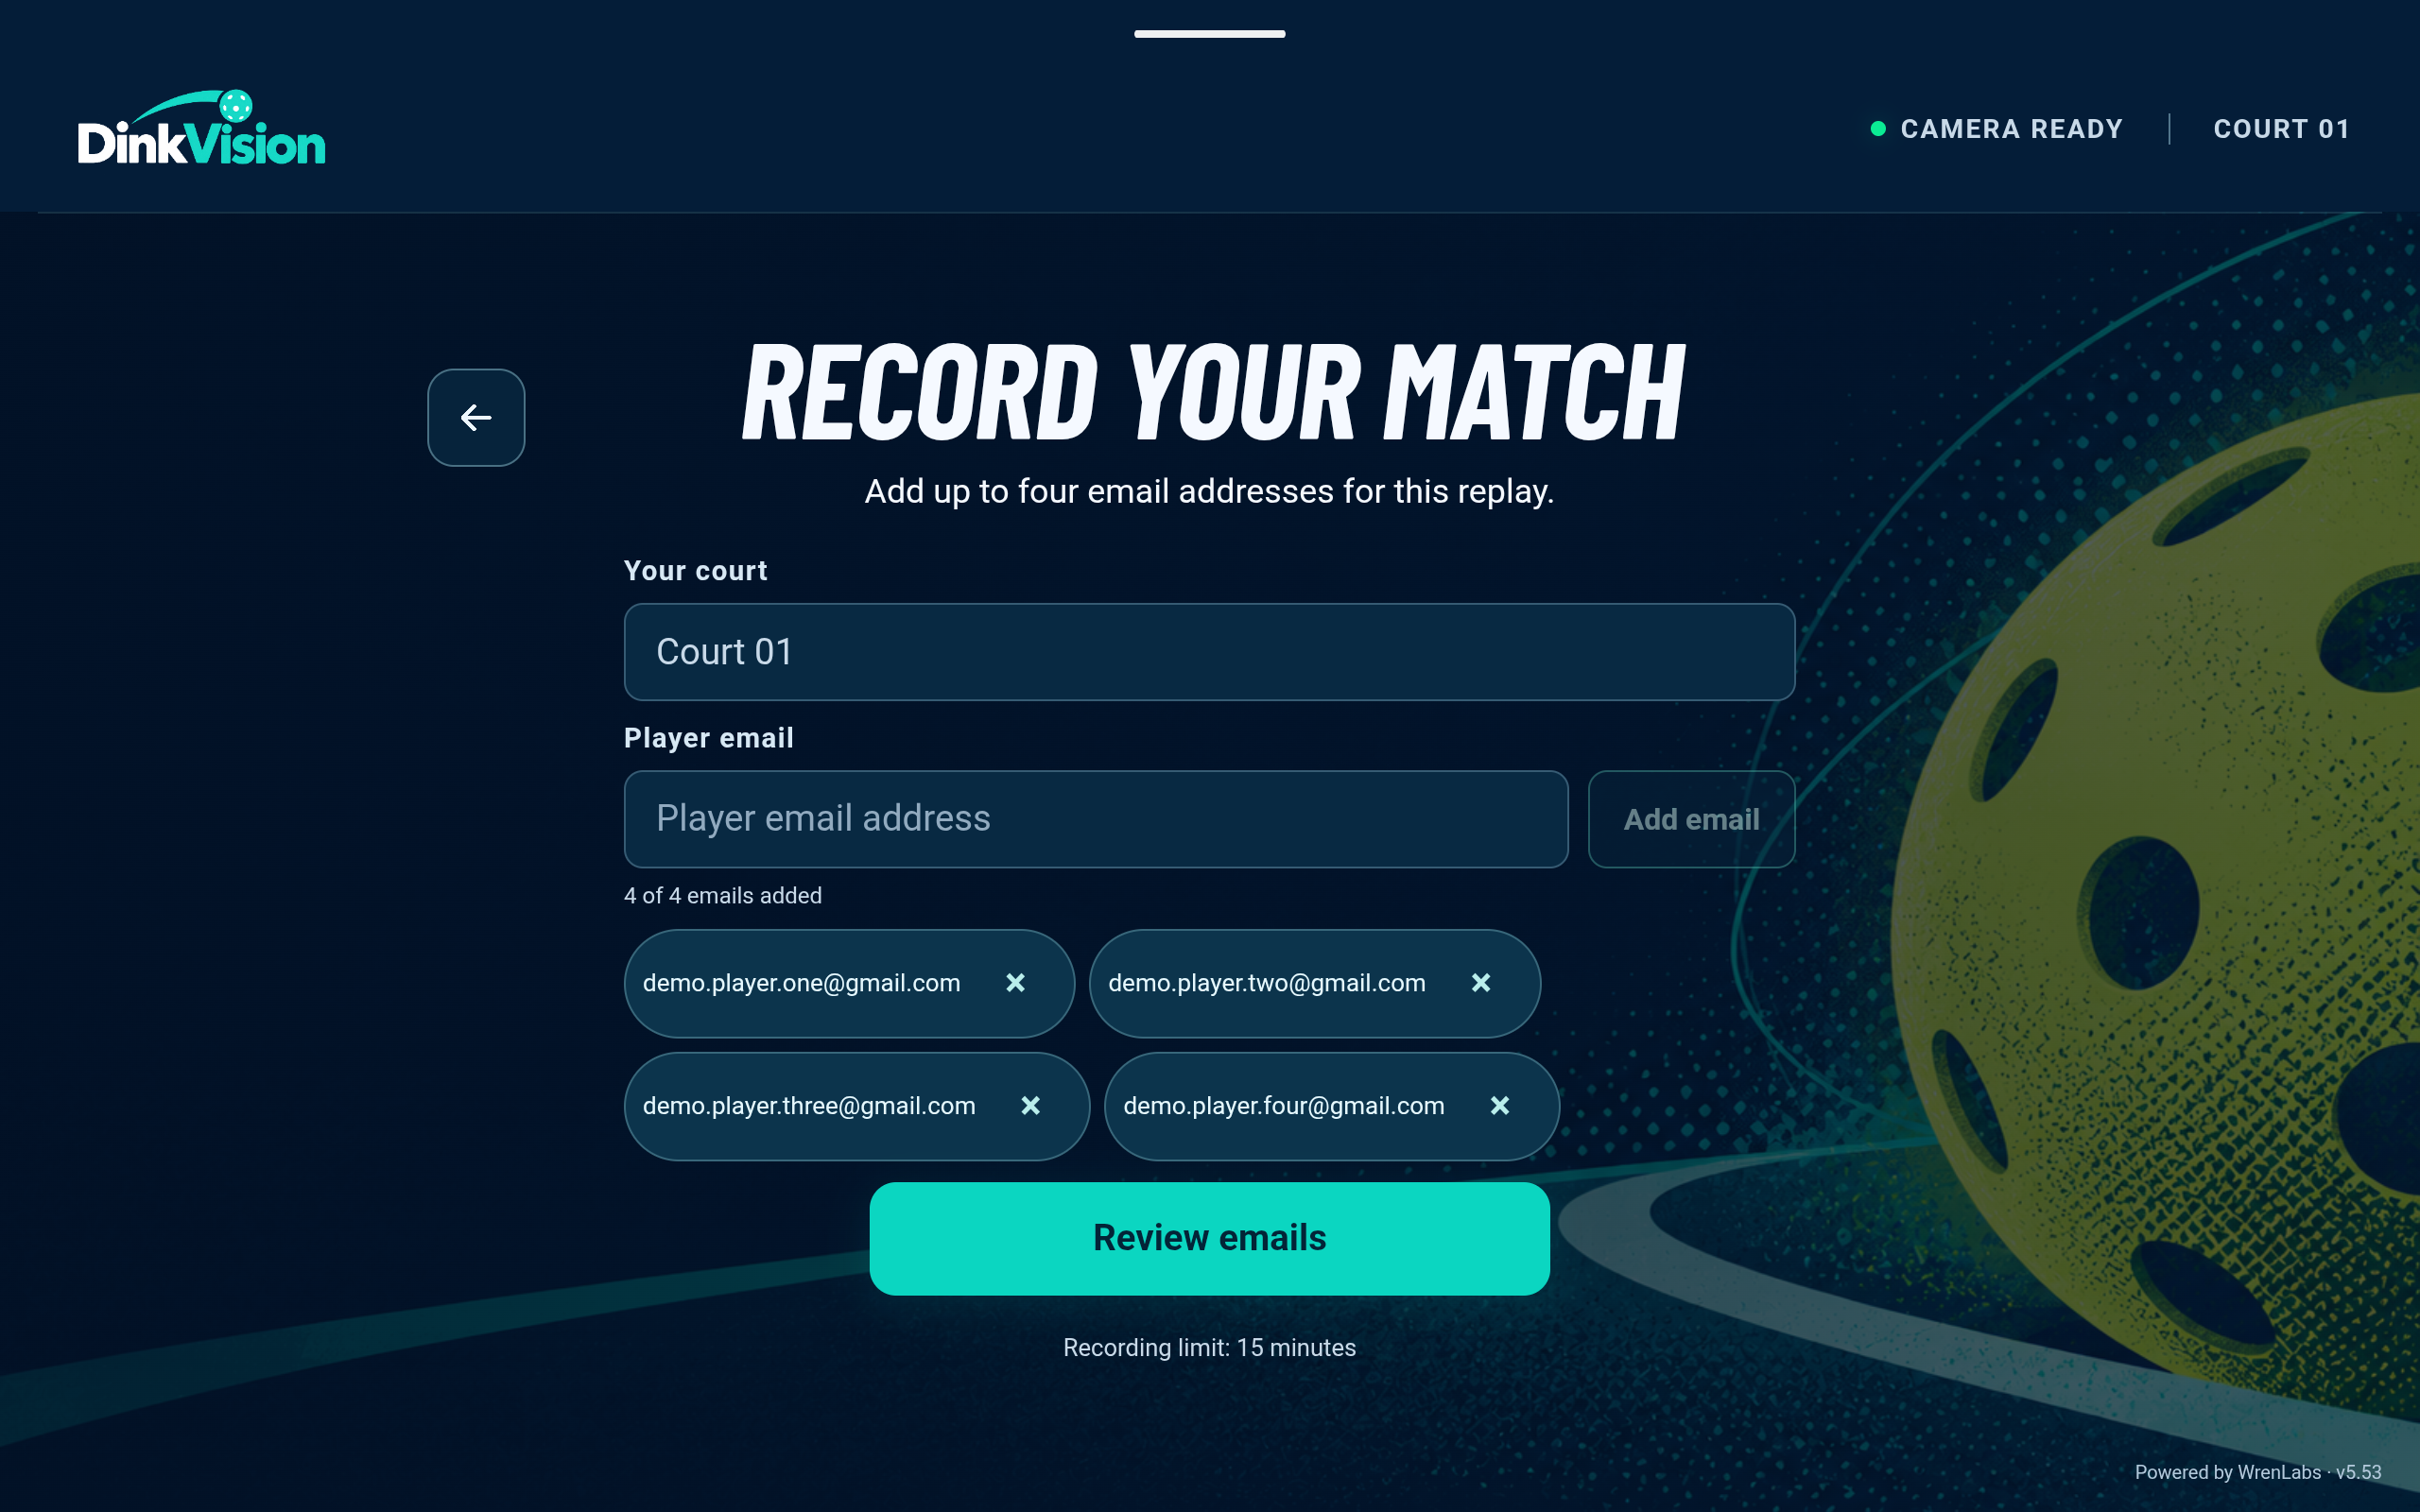 DinkVision
CAMERA READY
COURT 01
RECORD YOUR MATCH
Add up to four email addresses for this replay.
Your court
Court 01
Player email
Player email address
Add email
4 of 4 emails added
demo.player.one@gmail.com ×
demo.player.two@gmail.com ×
demo.player.three@gmail.com ×
demo.player.four@gmail.com ×
Review emails
Recording limit: 15 minutes
Powered by WrenLabs · v5.53